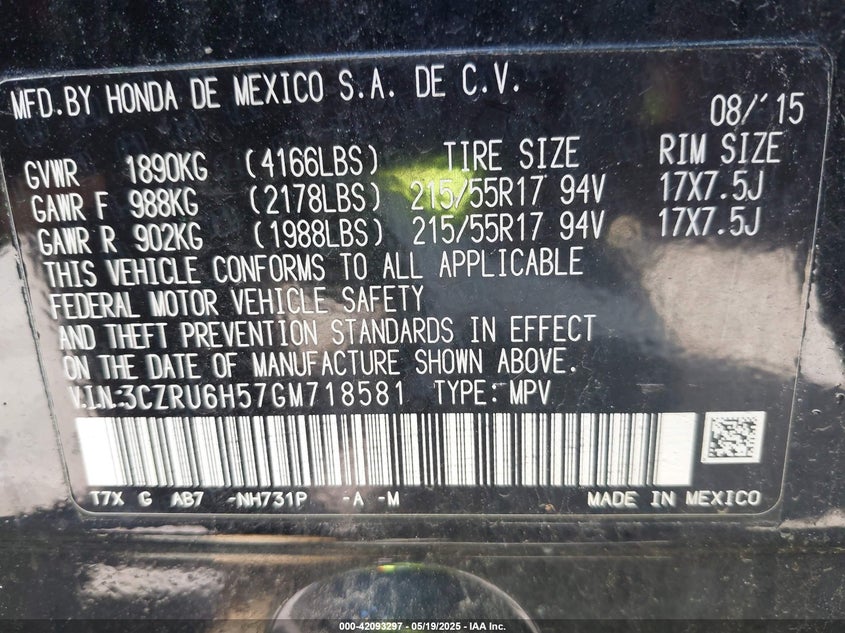 MFD.BY HONDA DE MEXICO S.A. DE C.V.
08/'15
GVWR 1890KG (4166LBS) TIRE SIZE RIM SIZE
GAWR F 988KG (2178LBS) 215/55R17 94V 17X7.5J
GAWR R 902KG (1988LBS) 215/55R17 94V 17X7.5J
THIS VEHICLE CONFORMS TO ALL APPLICABLE
FEDERAL MOTOR VEHICLE SAFETY
AND THEFT PREVENTION STANDARDS IN EFFECT
ON THE DATE OF MANUFACTURE SHOWN ABOVE.
V.I.N:3CZRU6H57GM718581 TYPE: MPV
T7X G AB7 -NH731P -A -M MADE IN MEXICO
000-42093297 - 05/19/2025 - IAA Inc.